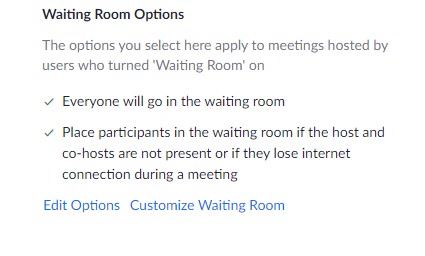 Waiting Room Options
The options you select here apply to meetings hosted by
users who turned 'Waiting Room' on
✓ Everyone will go in the waiting room
✓ Place participants in the waiting room if the host and
co-hosts are not present or if they lose internet
connection during a meeting
Edit Options Customize Waiting Room